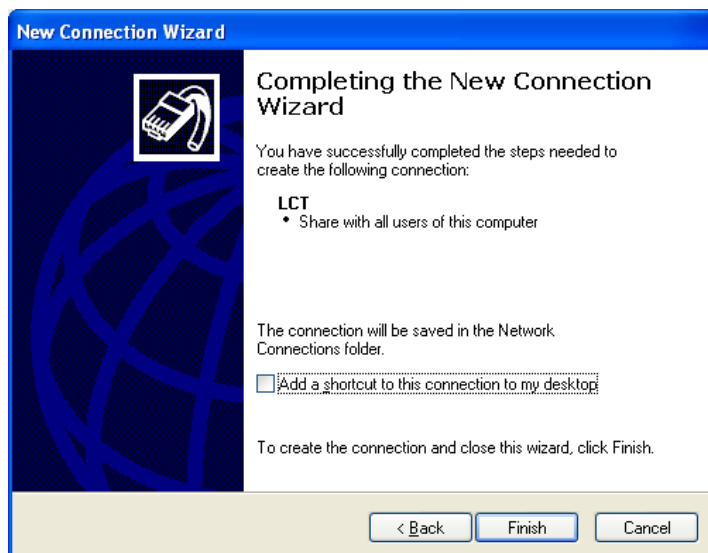 New Connection Wizard
Completing the New Connection
Wizard
You have successfully completed the steps needed to
create the following connection:
LCT
• Share with all users of this computer
The connection will be saved in the Network
Connections folder.
Add a shortcut to this connection to my desktop
To create the connection and close this wizard, click Finish.
< Back
Finish
Cancel